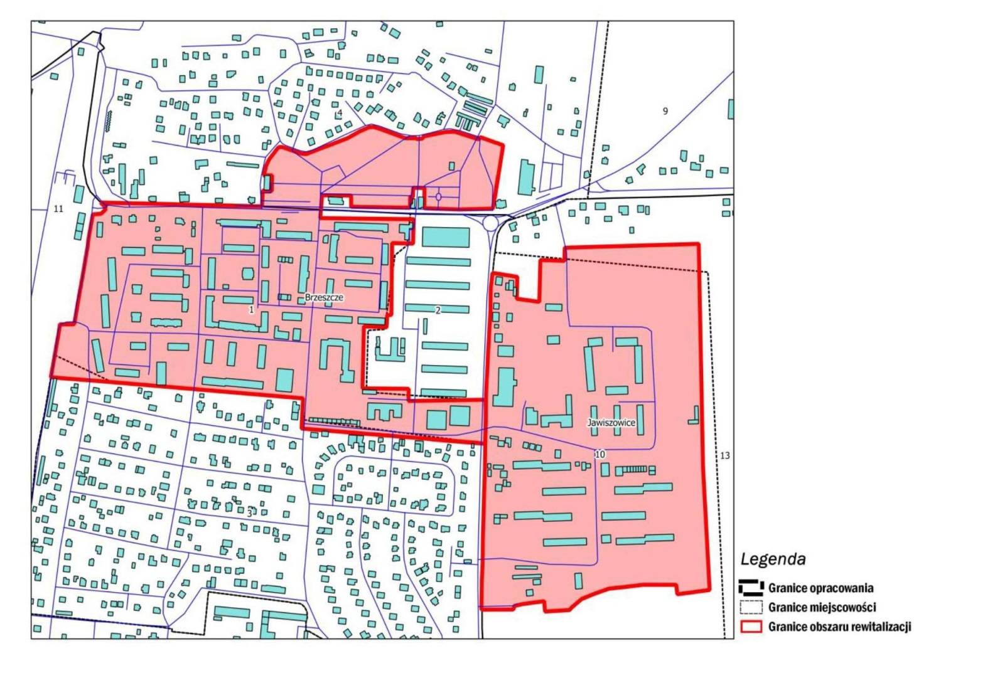 4
9
11
Brzeszcze
1
2
Jawiszowice
10
13
3
Legenda
Granice opracowania
Granice miejscowości
Granice obszaru rewitalizacji